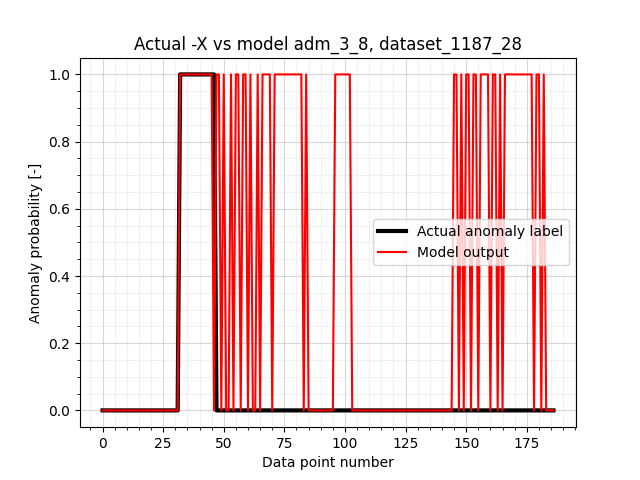 Actual -X vs model adm_3_8, dataset_1187_28
1.0
0.8
0.6
0.4
0.2
0.0
Anomaly probability [-]
Actual anomaly label
Model output
0 25 50 75 100 125 150 175
Data point number